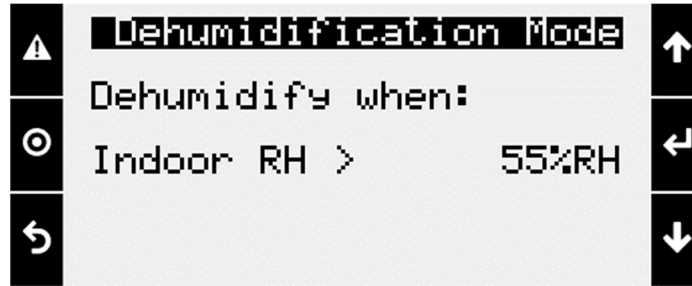 Dehumidification Mode
Dehumidify when:
Indoor RH > 55%RH